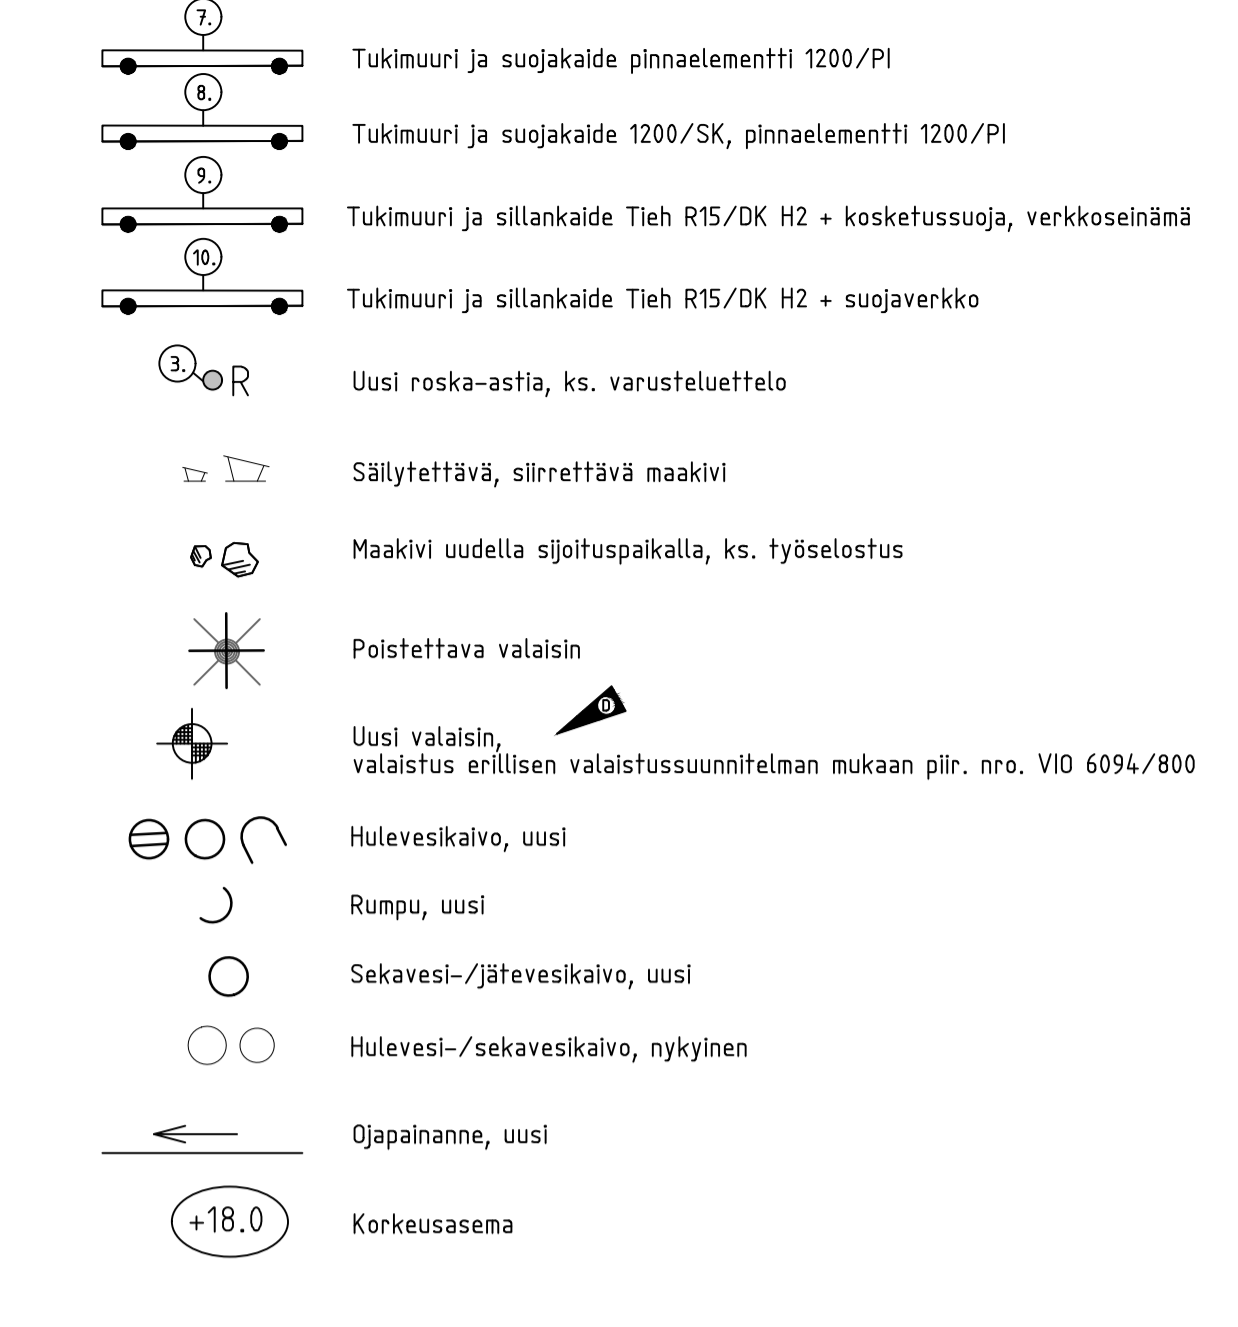 7.
Tukimuuri ja suojakaide pinnaelementti 1200/PI
8.
Tukimuuri ja suojakaide 1200/SK, pinnaelementti 1200/PI
9.
Tukimuuri ja sillankaide Tieh R15/DK H2 + kosketussuoja, verkkoseinämä
10.
Tukimuuri ja sillankaide Tieh R15/DK H2 + suojaverkko
3.
R
Uusi roska-astia, ks. varusteluettelo
Säilytettävä, siirrettävä maakivi
Maakivi uudella sijoituspaikalla, ks. työselostus
Poistettava valaisin
D
Uusi valaisin,
valaistus erillisen valaistussuunnitelman mukaan piir. nro. VIO 6094/800
Hulevesikaivo, uusi
Rumpu, uusi
Sekavesi-/jätevesikaivo, uusi
Hulevesi-/sekavesikaivo, nykyinen
Ojapainanne, uusi
+18.0
Korkeusasema